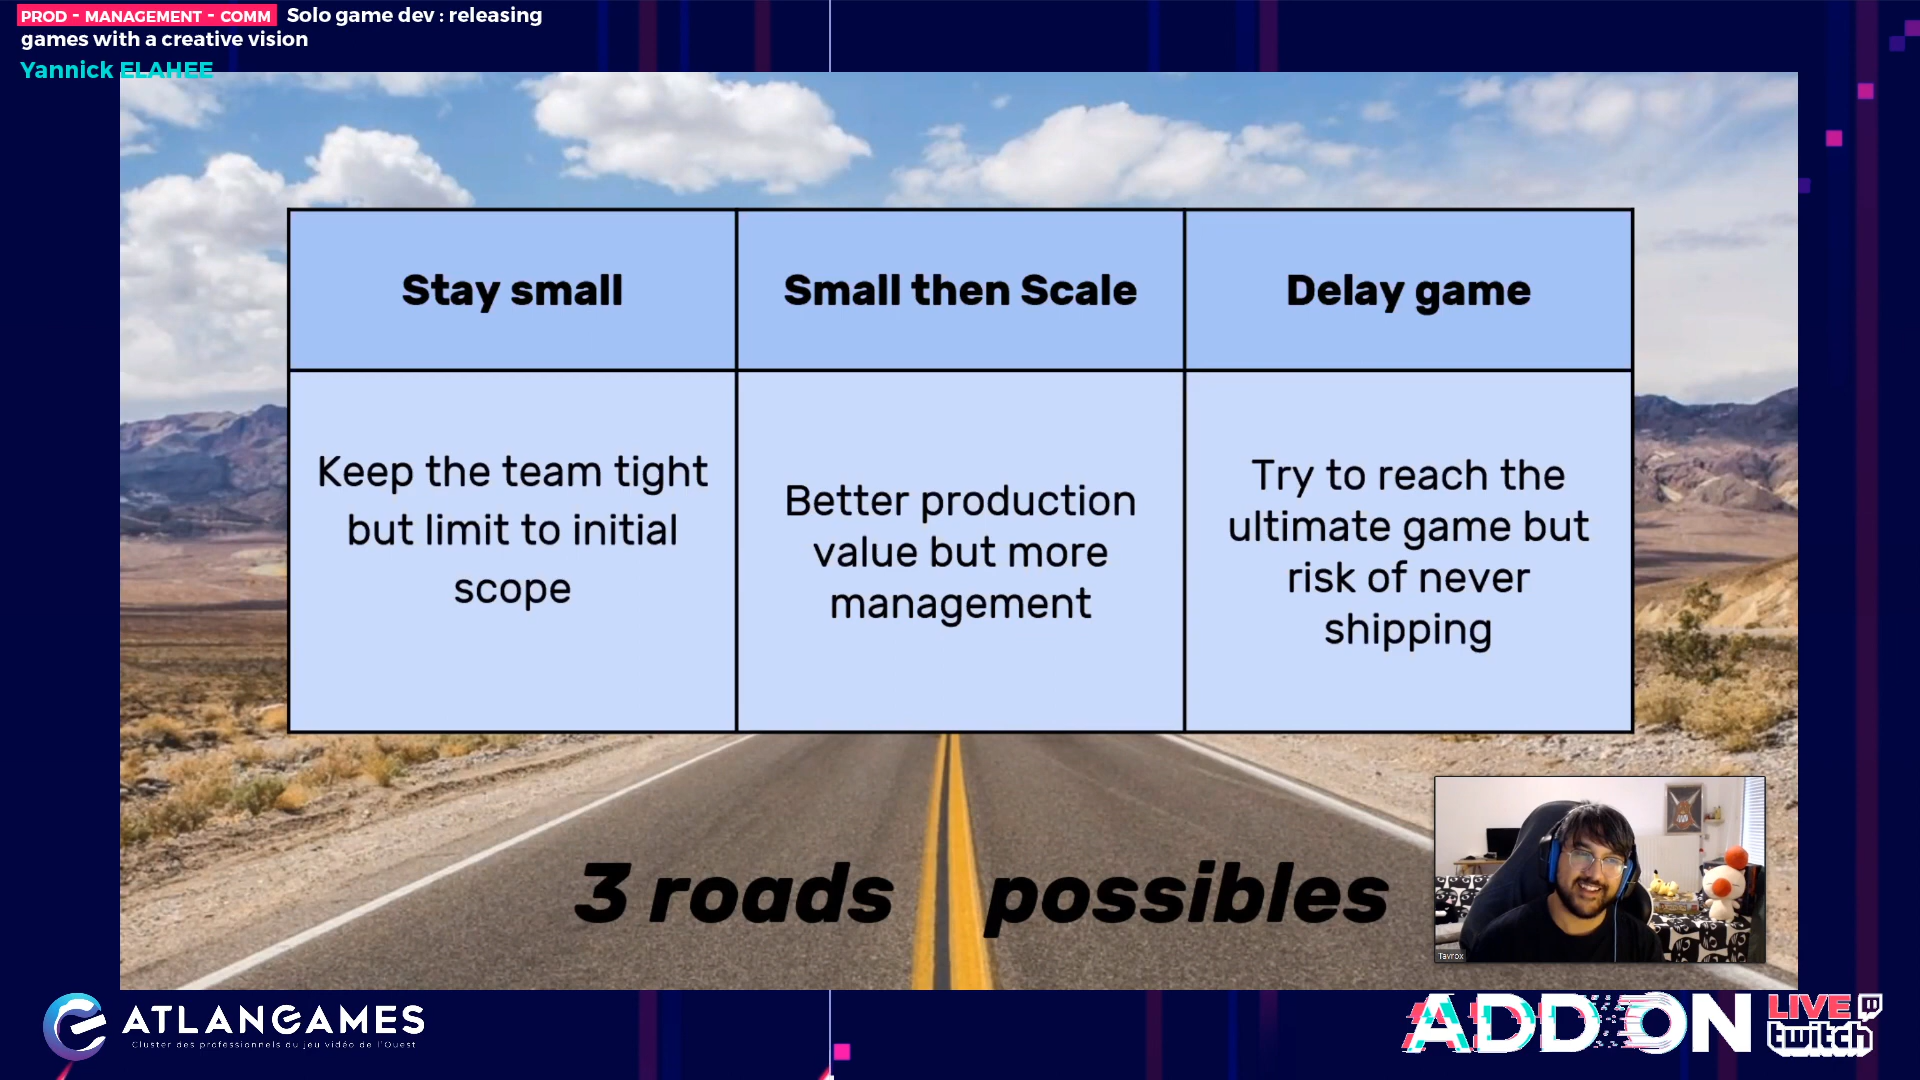 PROD - MANAGEMENT - COMM Solo game dev : releasing
games with a creative vision
Yannick ELAHEE
Stay small
Small then Scale
Delay game
Keep the team tight
but limit to initial
scope
Better production
value but more
management
Try to reach the
ultimate game but
risk of never
shipping
3 roads possibles
Tavrox
ATLANGAMES
Cluster des professionnels du jeu vidéo de l'Ouest
ADD ON
LIVE
twitch